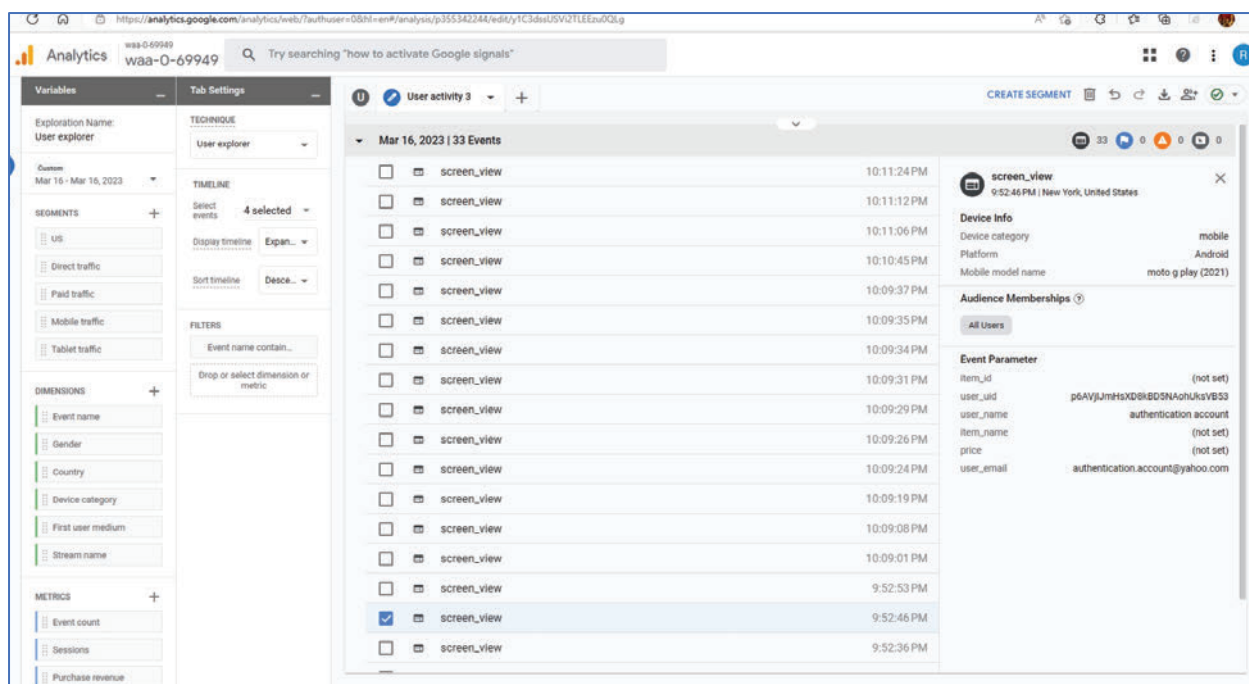 https://analytics.google.com/analytics/web/?authuser=0&hl=en#/analysis/p355342244/edit/y1C3dssUSVi2TLEEzu0QLg
Analytics
waa-0-69949
waa-0-69949
Try searching "how to activate Google signals"
R
Variables
Exploration Name:
User explorer
Custom
Mar 16 - Mar 16, 2023
SEGMENTS
US
Direct traffic
Paid traffic
Mobile traffic
Tablet traffic
DIMENSIONS
Event name
Gender
Country
Device category
First user medium
Stream name
METRICS
Event count
Sessions
Purchase revenue
Tab Settings
TECHNIQUE
User explorer
TIMELINE
Select events 4 selected
Display timeline Expan...
Sort timeline Desce...
FILTERS
Event name contain...
Drop or select dimension or
metric
U User activity 3
CREATE SEGMENT
Mar 16, 2023 | 33 Events 33 0 0 0
screen_view 10:11:24 PM
screen_view 10:11:12 PM
screen_view 10:11:06 PM
screen_view 10:10:45 PM
screen_view 10:09:37 PM
screen_view 10:09:35 PM
screen_view 10:09:34 PM
screen_view 10:09:31 PM
screen_view 10:09:29 PM
screen_view 10:09:26 PM
screen_view 10:09:24 PM
screen_view 10:09:19 PM
screen_view 10:09:08 PM
screen_view 10:09:01 PM
screen_view 9:52:53 PM
screen_view 9:52:46 PM
screen_view 9:52:36 PM
screen_view
9:52:46 PM | New York, United States
Device Info
Device category mobile
Platform Android
Mobile model name moto g play (2021)
Audience Memberships
All Users
Event Parameter
item_id (not set)
user_uid
user_name authentication account
item_name (not set)
price (not set)
user_email authentication.account@yahoo.com